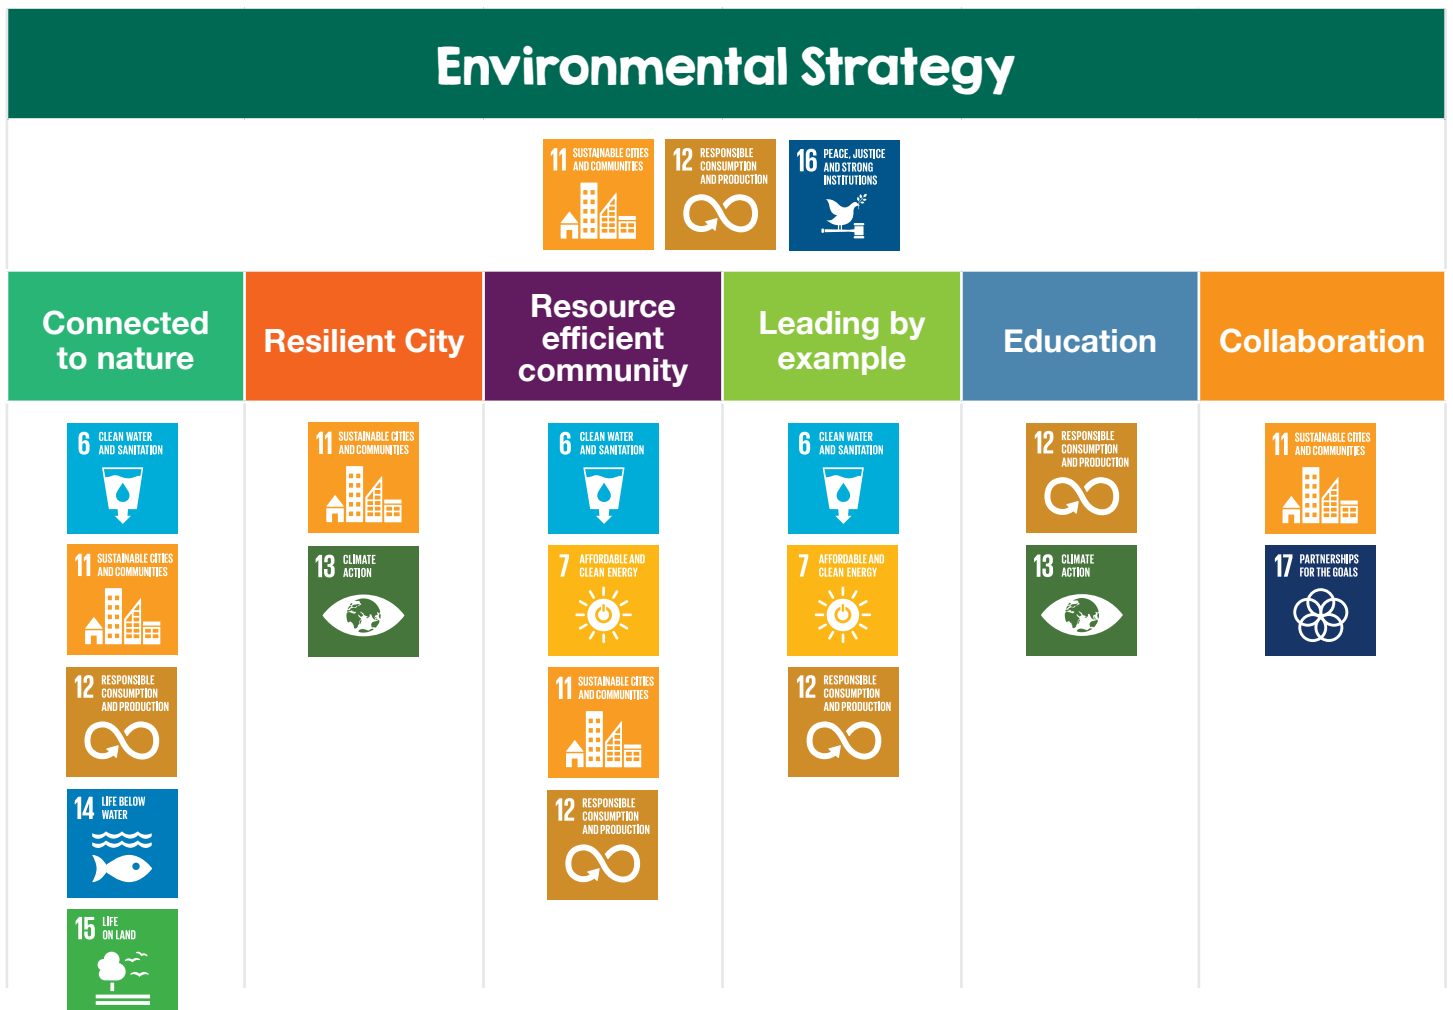 Environmental Strategy
11 SUSTAINABLE CITIES
AND COMMUNITIES
12 RESPONSIBLE
CONSUMPTION
AND PRODUCTION
16 PEACE, JUSTICE
AND STRONG
INSTITUTIONS
Connected
to nature
Resilient City
Resource
efficient
community
Leading by
example
Education
Collaboration
6 CLEAN WATER
AND SANITATION
11 SUSTAINABLE CITIES
AND COMMUNITIES
12 RESPONSIBLE
CONSUMPTION
AND PRODUCTION
14 LIFE BELOW
WATER
15 LIFE
ON LAND
11 SUSTAINABLE CITIES
AND COMMUNITIES
13 CLIMATE
ACTION
6 CLEAN WATER
AND SANITATION
7 AFFORDABLE AND
CLEAN ENERGY
11 SUSTAINABLE CITIES
AND COMMUNITIES
12 RESPONSIBLE
CONSUMPTION
AND PRODUCTION
6 CLEAN WATER
AND SANITATION
7 AFFORDABLE AND
CLEAN ENERGY
12 RESPONSIBLE
CONSUMPTION
AND PRODUCTION
12 RESPONSIBLE
CONSUMPTION
AND PRODUCTION
13 CLIMATE
ACTION
11 SUSTAINABLE CITIES
AND COMMUNITIES
17 PARTNERSHIPS
FOR THE GOALS